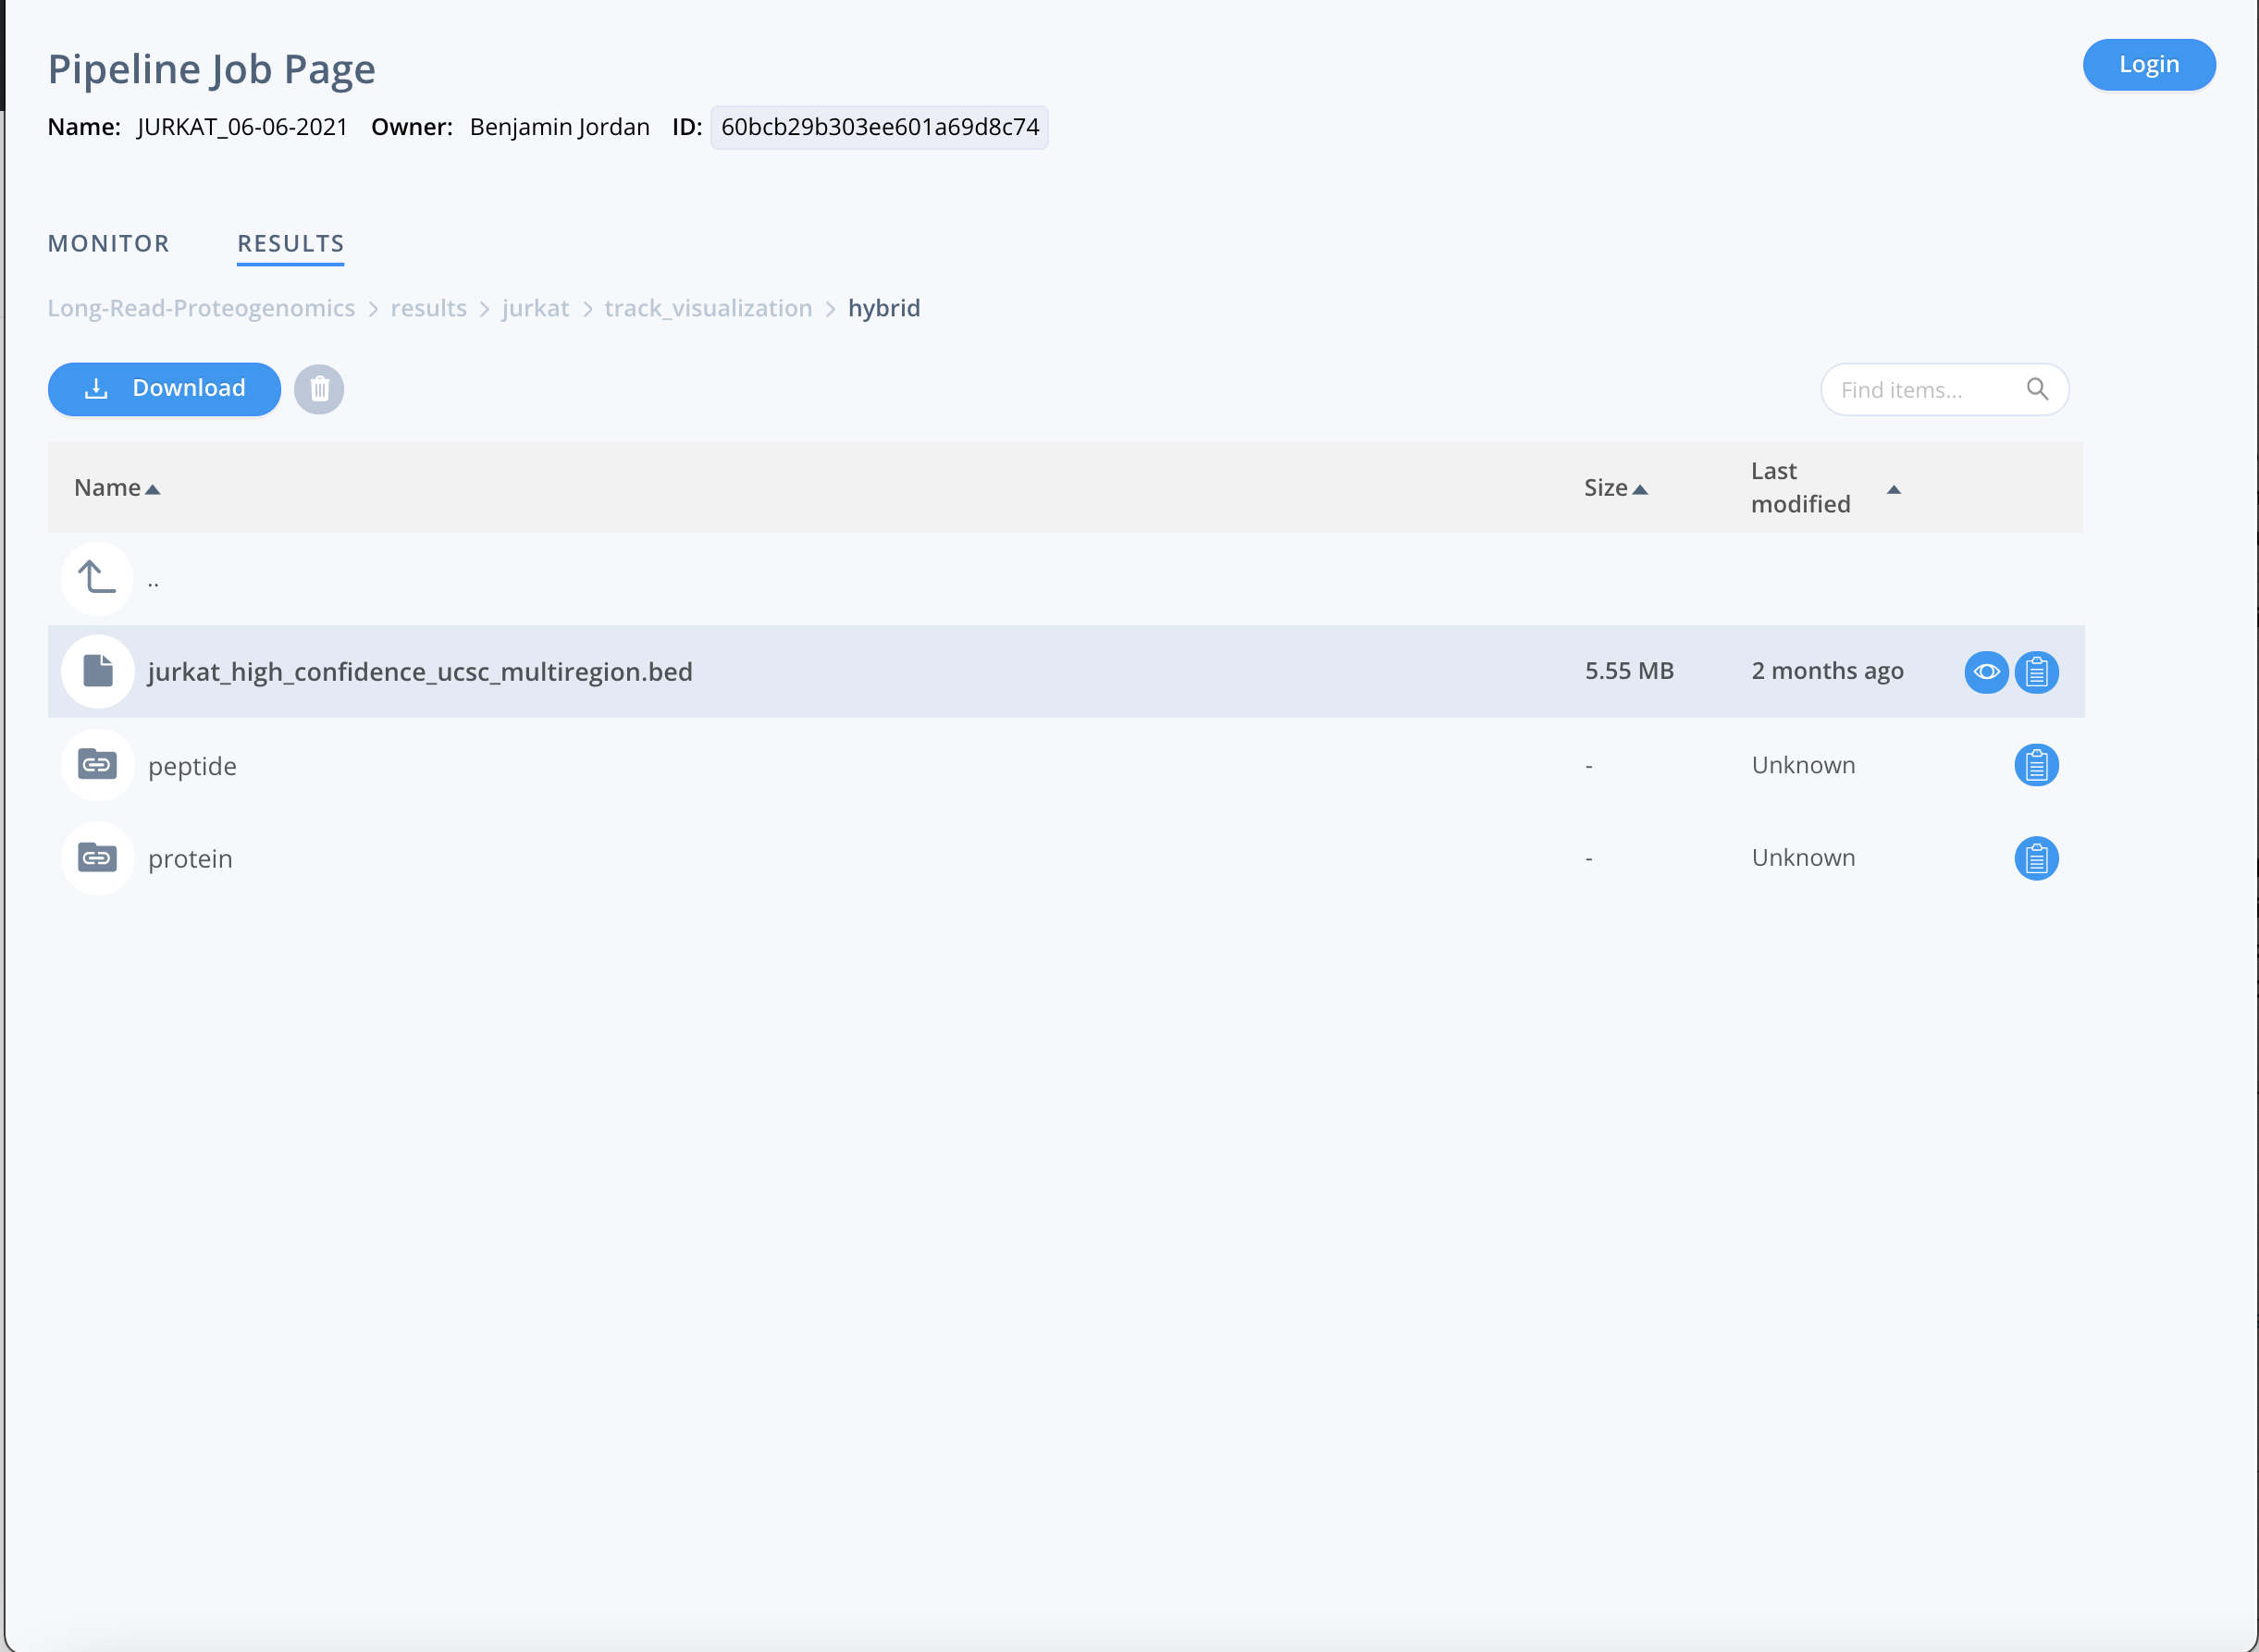 Pipeline Job Page
Login
Name: JURKAT_06-06-2021 Owner: Benjamin Jordan ID: 60bcb29b303ee601a69d8c74
MONITOR RESULTS
Long-Read-Proteogenomics > results > jurkat > track_visualization > hybrid
Download
Find items...
Name Size Last modified
..
jurkat_high_confidence_ucsc_multiregion.bed 5.55 MB 2 months ago
peptide - Unknown
protein - Unknown